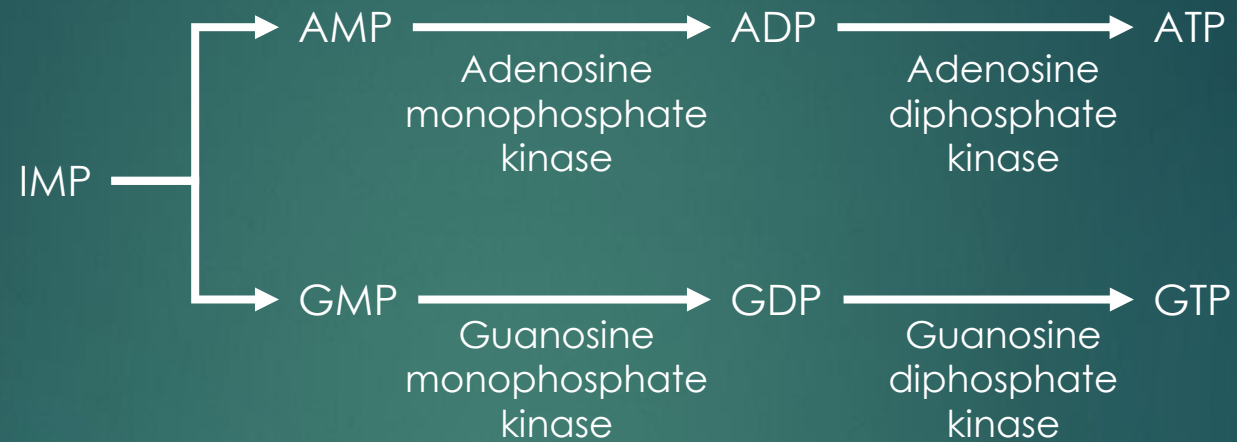 AMP
ADP
ATP
Adenosine
monophosphate
kinase
Adenosine
diphosphate
kinase
IMP
GMP
GDP
GTP
Guanosine
monophosphate
kinase
Guanosine
diphosphate
kinase